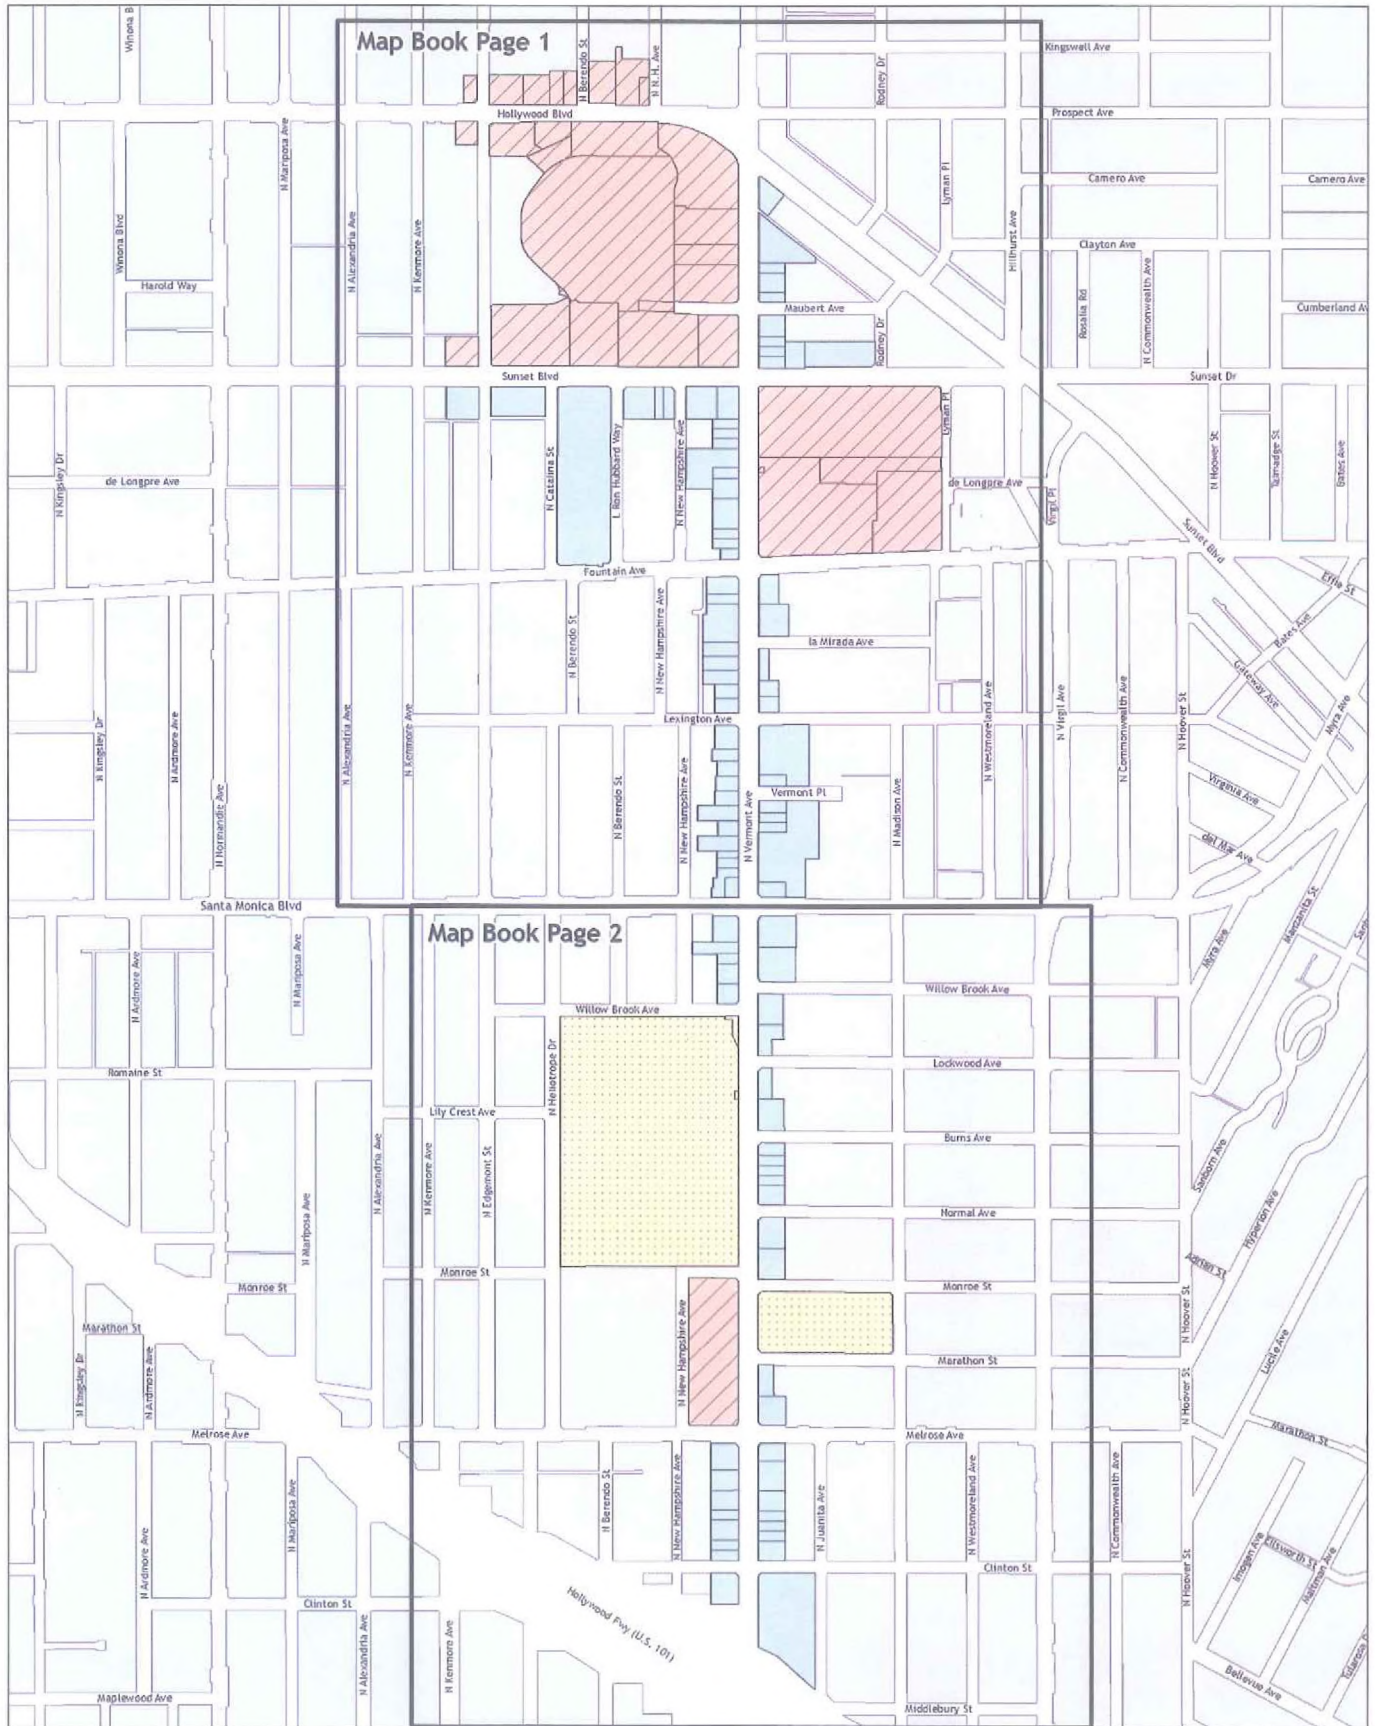 Map Book Page 1
Winona B
N Berendo St
N N.H. Ave
Rodney Dr
Kingswell Ave
Hollywood Blvd
Prospect Ave
N Mariposa Ave
Lyman Pl
Camero Ave
Camero Ave
Winona Blvd
N Alexandria Ave
N Kenmore Ave
Hillhurst Ave
Clayton Ave
Harold Way
Maubert Ave
Rodney Dr
Rosalia Rd
N Commonwealth Ave
Cumberland Av
Sunset Blvd
Sunset Dr
N Kingsley Dr
de Longpre Ave
N Catalina St
L Ron Hubbard Way
N New Hampshire Ave
Lyman Pl
de Longpre Ave
Virgil Pl
N Hoover St
Talmadge St
Bates Ave
Sunset Blvd
Fountain Ave
Effie St
N Berendo St
N New Hampshire Ave
la Mirada Ave
Bates Ave
Gateway Ave
Myra Ave
N Kingsley Dr
N Ardmore Ave
N Normandie Ave
N Alexandria Ave
N Kenmore Ave
Lexington Ave
N Westmoreland Ave
N Virgil Ave
N Commonwealth Ave
N Hoover St
N Berendo St
N New Hampshire Ave
N Vermont Ave
Vermont Pl
N Madison Ave
Virginia Ave
del Mar Ave
Santa Monica Blvd
Map Book Page 2
N Ardmore Ave
N Mariposa Ave
Willow Brook Ave
Willow Brook Ave
Myra Ave
Manzanita St
Romaine St
N Heliotrope Dr
Lockwood Ave
Lily Crest Ave
Burns Ave
N Mariposa Ave
N Alexandria Ave
N Kenmore Ave
N Edgemont St
Normal Ave
Sanborn Ave
Hyperion Ave
Adrian St
Monroe St
Monroe St
Monroe St
N Hoover St
Marathon St
N New Hampshire Ave
Marathon St
Lucile Ave
N Kingsley Dr
N Ardmore Ave
N Hoover St
Melrose Ave
Melrose Ave
Marathon St
N Ardmore Ave
N Mariposa Ave
N Berendo St
N New Hampshire Ave
N Juanita Ave
N Westmoreland Ave
N Commonwealth Ave
N Hoover St
Imogen Ave
Ellsworth St
Maltman Ave
Clinton St
Clinton St
Hollywood Fwy (U.S. 101)
N Alexandria Ave
N Kenmore Ave
Maplewood Ave
Middlebury St
Bellevue Ave